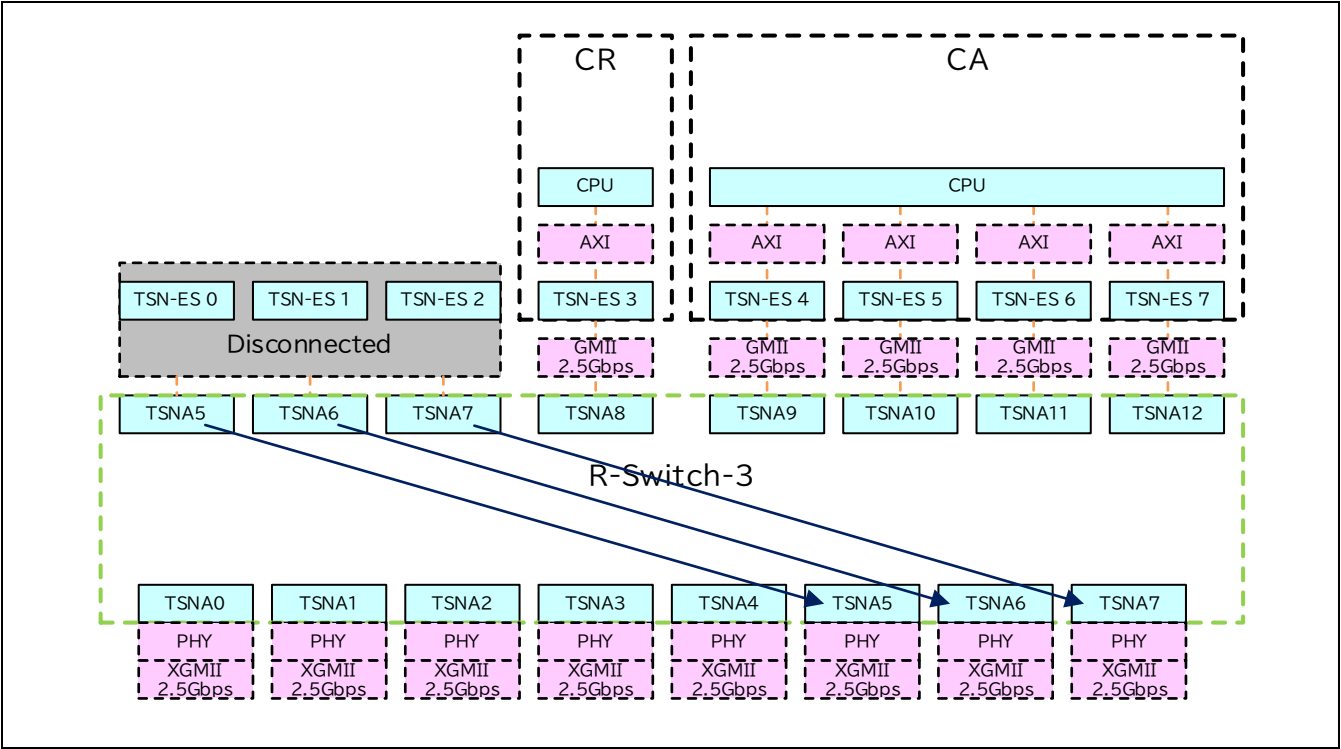 CR
CA
CPU
CPU
AXI
AXI
AXI
AXI
AXI
TSN-ES 0
TSN-ES 1
TSN-ES 2
TSN-ES 3
TSN-ES 4
TSN-ES 5
TSN-ES 6
TSN-ES 7
Disconnected
GMII
2.5Gbps
GMII
2.5Gbps
GMII
2.5Gbps
GMII
2.5Gbps
GMII
2.5Gbps
TSNA5
TSNA6
TSNA7
TSNA8
TSNA9
TSNA10
TSNA11
TSNA12
R-Switch-3
TSNA0
TSNA1
TSNA2
TSNA3
TSNA4
TSNA5
TSNA6
TSNA7
PHY
PHY
PHY
PHY
PHY
PHY
PHY
PHY
XGMII
2.5Gbps
XGMII
2.5Gbps
XGMII
2.5Gbps
XGMII
2.5Gbps
XGMII
2.5Gbps
XGMII
2.5Gbps
XGMII
2.5Gbps
XGMII
2.5Gbps